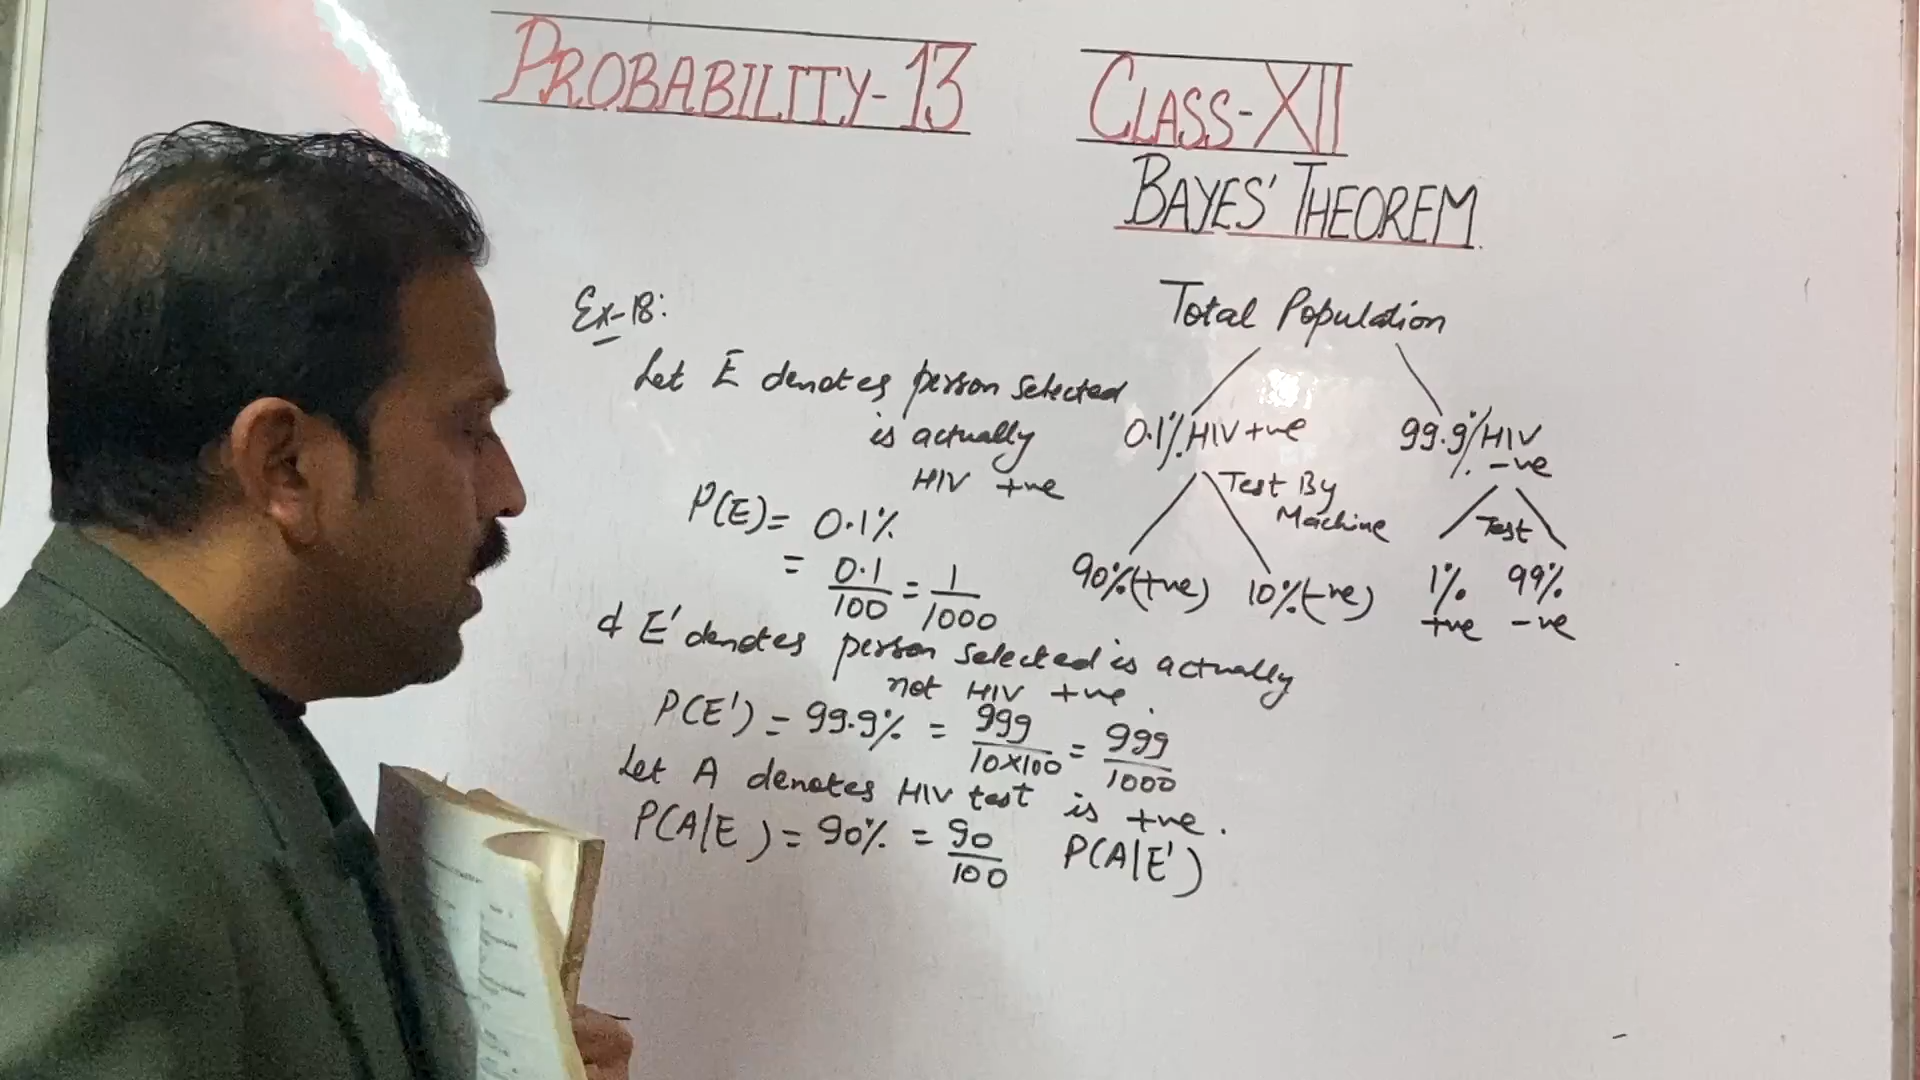 PROBABILITY-13
CLASS-XII
BAYES' THEOREM
Ex-18:
Let E denotes person selected
is actually
HIV +ve
P(E) = 0.1%
= 0.1/100 = 1/1000
& E' denotes person selected is actually
not HIV +ve
P(E') = 99.9% = 999/10×100 = 999/1000
Let A denotes HIV test is +ve.
P(A|E) = 90% = 90/100 P(A|E')
Total Population
0.1% HIV +ve 99.9% HIV
-ve
Test By
Machine
Test
90% (+ve) 10% (-ve) 1% 99%
+ve -ve